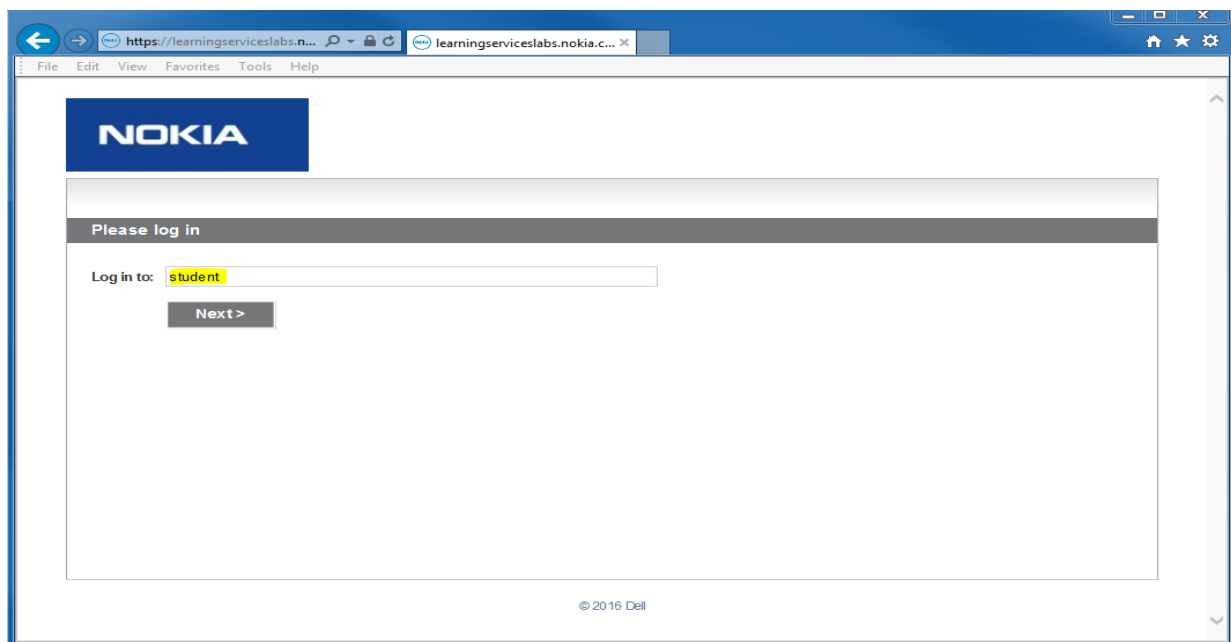 https://learningserviceslabs.n...
learningserviceslabs.nokia.c...
File Edit View Favorites Tools Help
NOKIA
Please log in
Log in to: student
Next >
© 2016 Dell